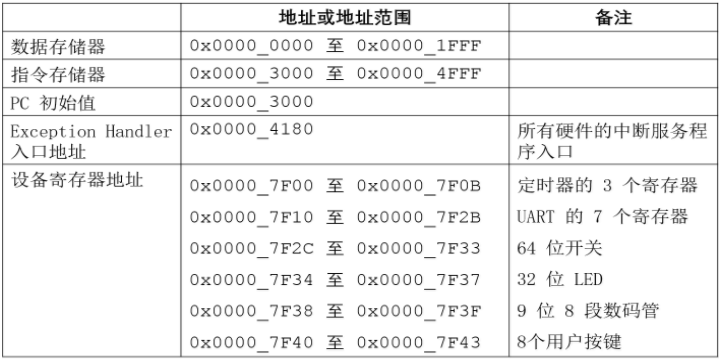 地址或地址范围 备注
数据存储器 0x0000_0000 至 0x0000_1FFF
指令存储器 0x0000_3000 至 0x0000_4FFF
PC 初始值 0x0000_3000
Exception Handler 0x0000_4180 所有硬件的中断服务程
入口地址 序入口
设备寄存器地址 0x0000_7F00 至 0x0000_7F0B 定时器的 3 个寄存器
0x0000_7F10 至 0x0000_7F2B UART 的 7 个寄存器
0x0000_7F2C 至 0x0000_7F33 64 位开关
0x0000_7F34 至 0x0000_7F37 32 位 LED
0x0000_7F38 至 0x0000_7F3F 9 位 8 段数码管
0x0000_7F40 至 0x0000_7F43 8个用户按键